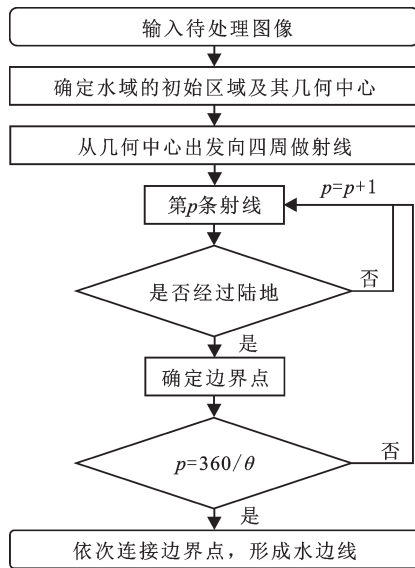 输入待处理图像
确定水域的初始区域及其几何中心
从几何中心出发向四周做射线
p=p+1
第p条射线
是否经过陆地
否
是
确定边界点
p=360/θ
否
是
依次连接边界点，形成水边线